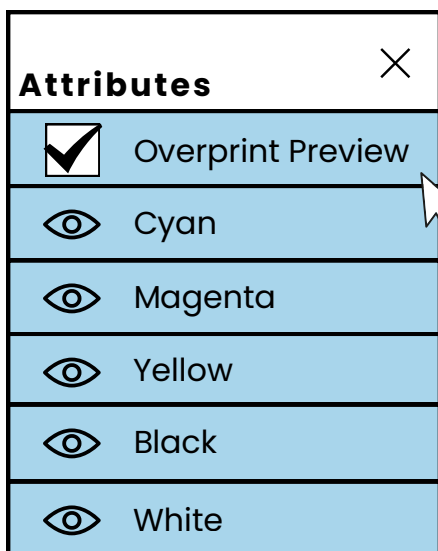 Attributes
Overprint Preview
Cyan
Magenta
Yellow
Black
White